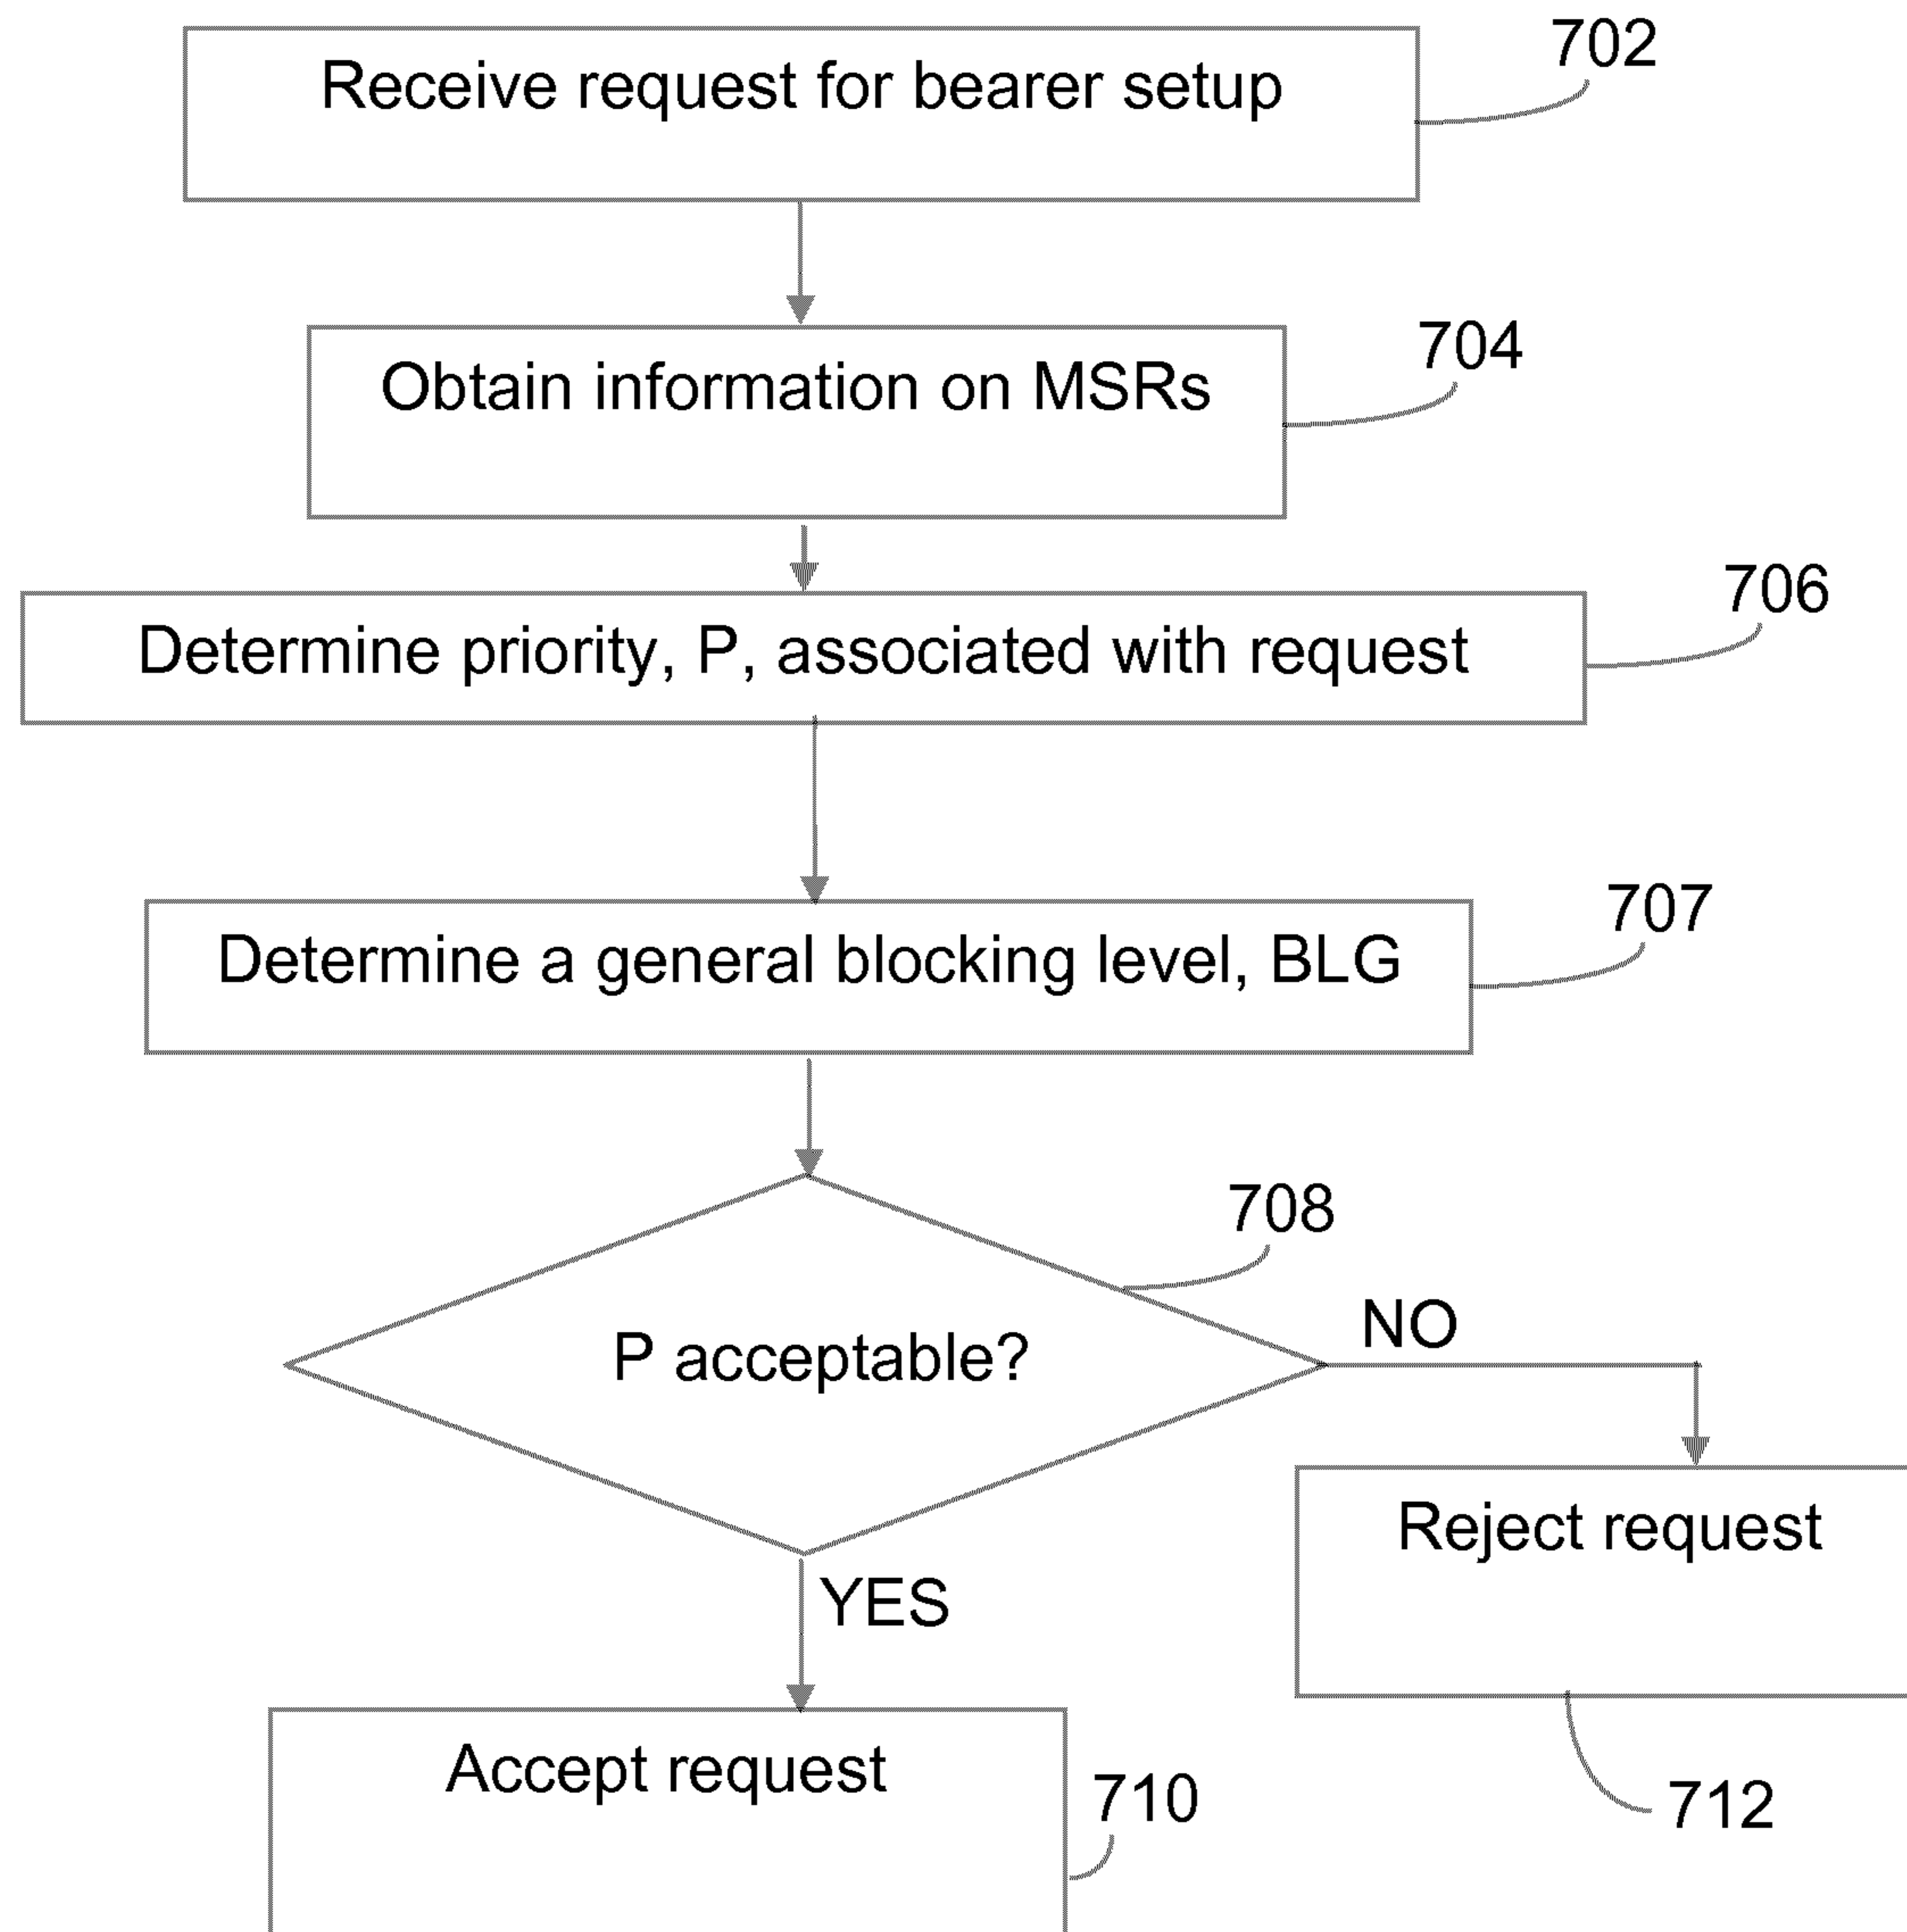 Receive request for bearer setup
702
Obtain information on MSRs
704
Determine priority, P, associated with request
706
Determine a general blocking level, BLG
707
P acceptable?
708
NO
Reject request
712
YES
Accept request
710